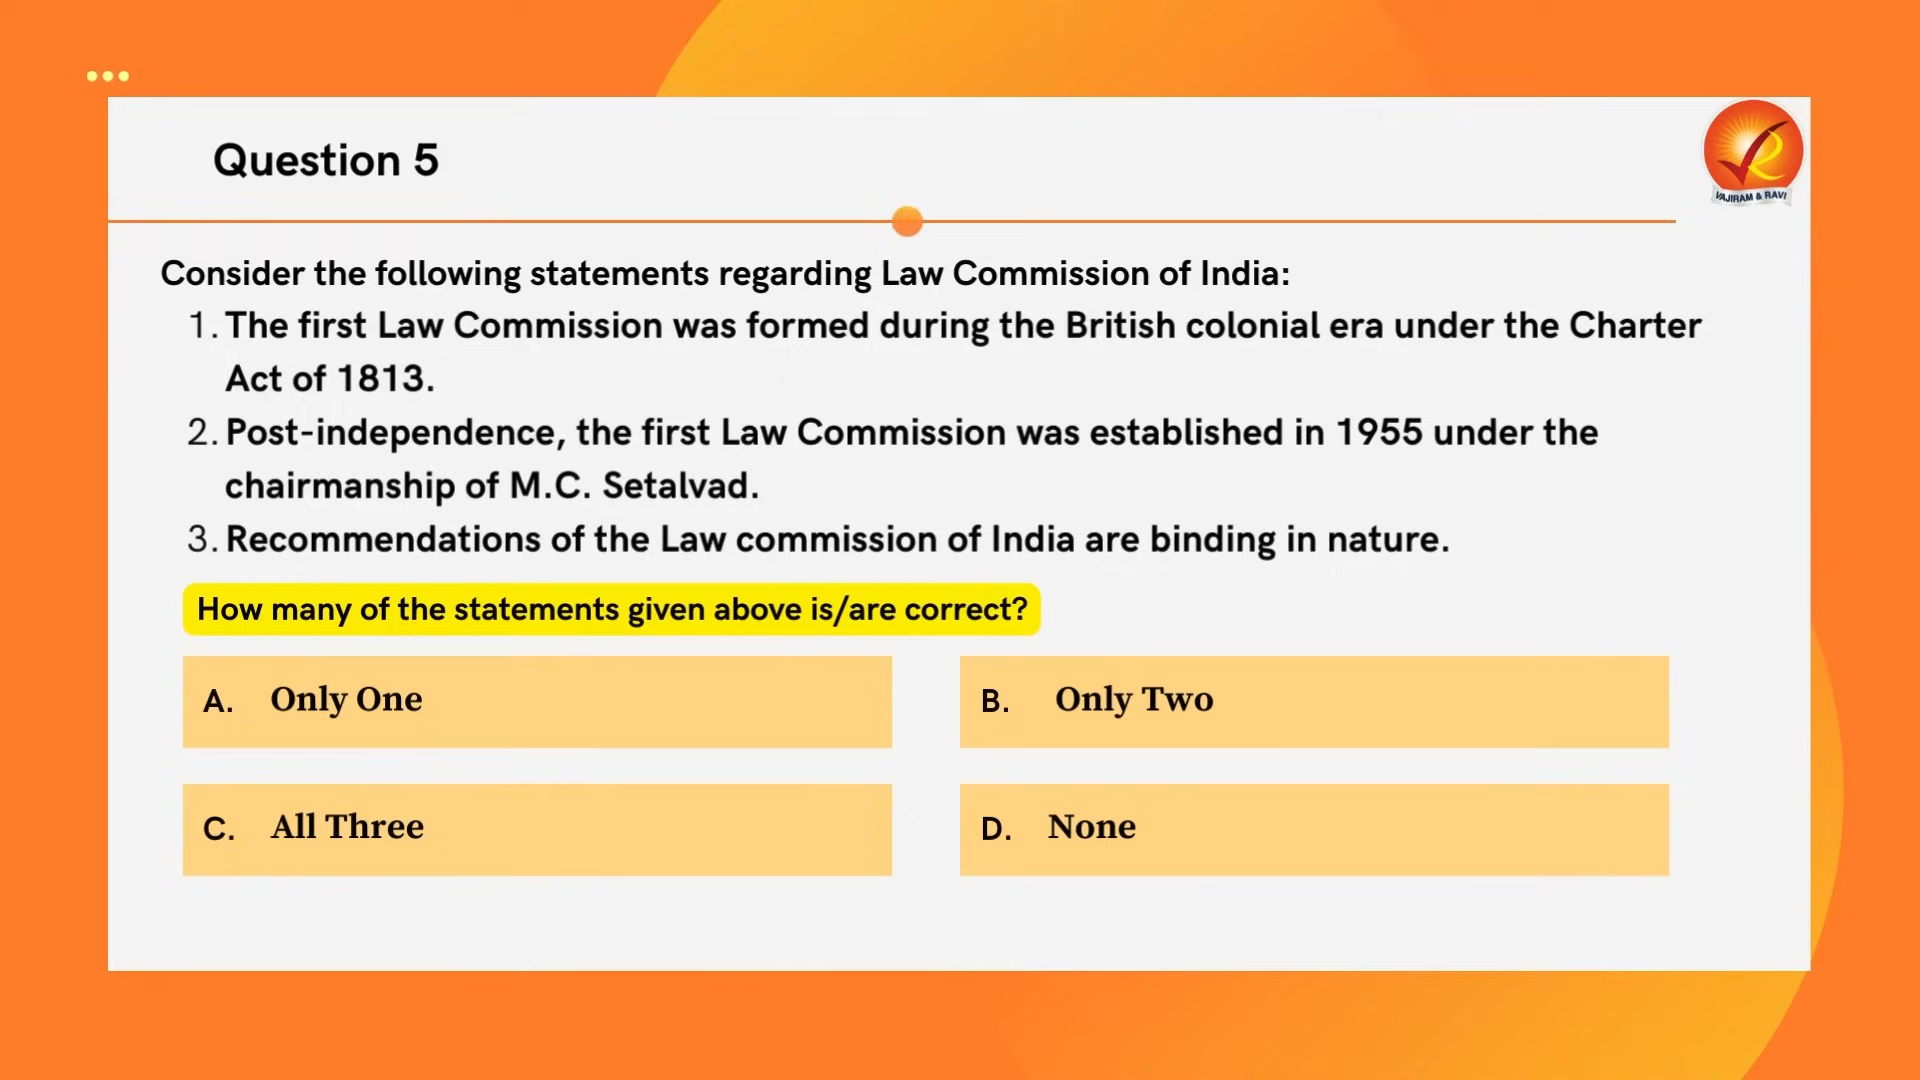 Question 5
VAJIRAM & RAVI
Consider the following statements regarding Law Commission of India:
1. The first Law Commission was formed during the British colonial era under the Charter
Act of 1813.
2. Post-independence, the first Law Commission was established in 1955 under the
chairmanship of M.C. Setalvad.
3. Recommendations of the Law commission of India are binding in nature.
How many of the statements given above is/are correct?
A. Only One
B. Only Two
C. All Three
D. None